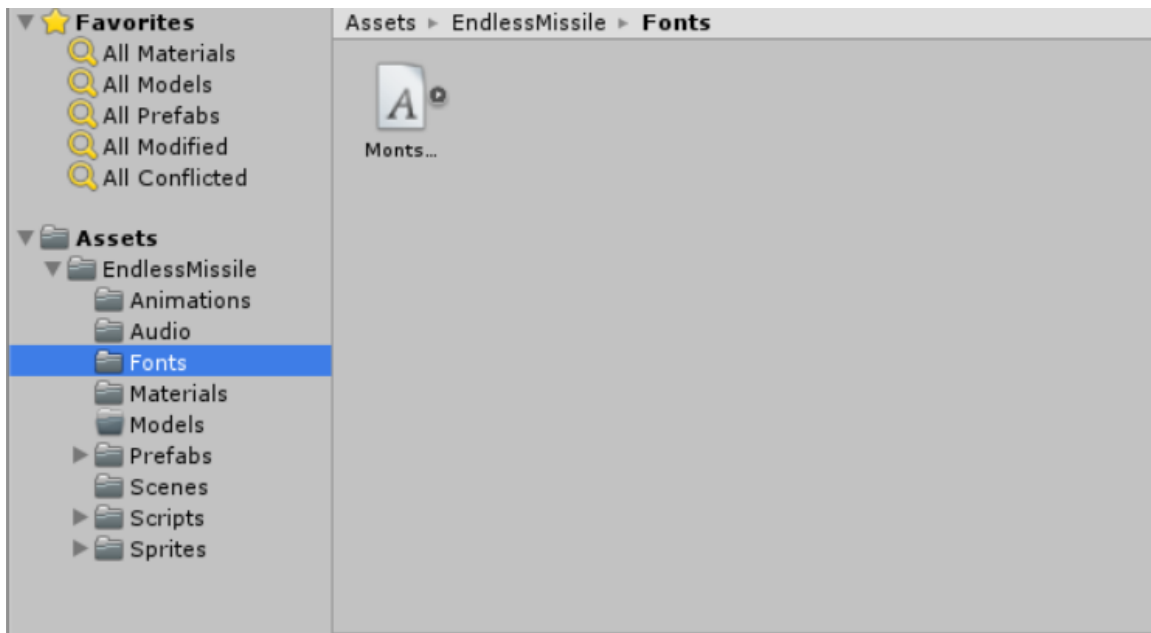 Favorites
All Materials
All Models
All Prefabs
All Modified
All Conflicted
Assets
EndlessMissile
Animations
Audio
Fonts
Materials
Models
Prefabs
Scenes
Scripts
Sprites
Assets ▸ EndlessMissile ▸ Fonts
A
Monts...